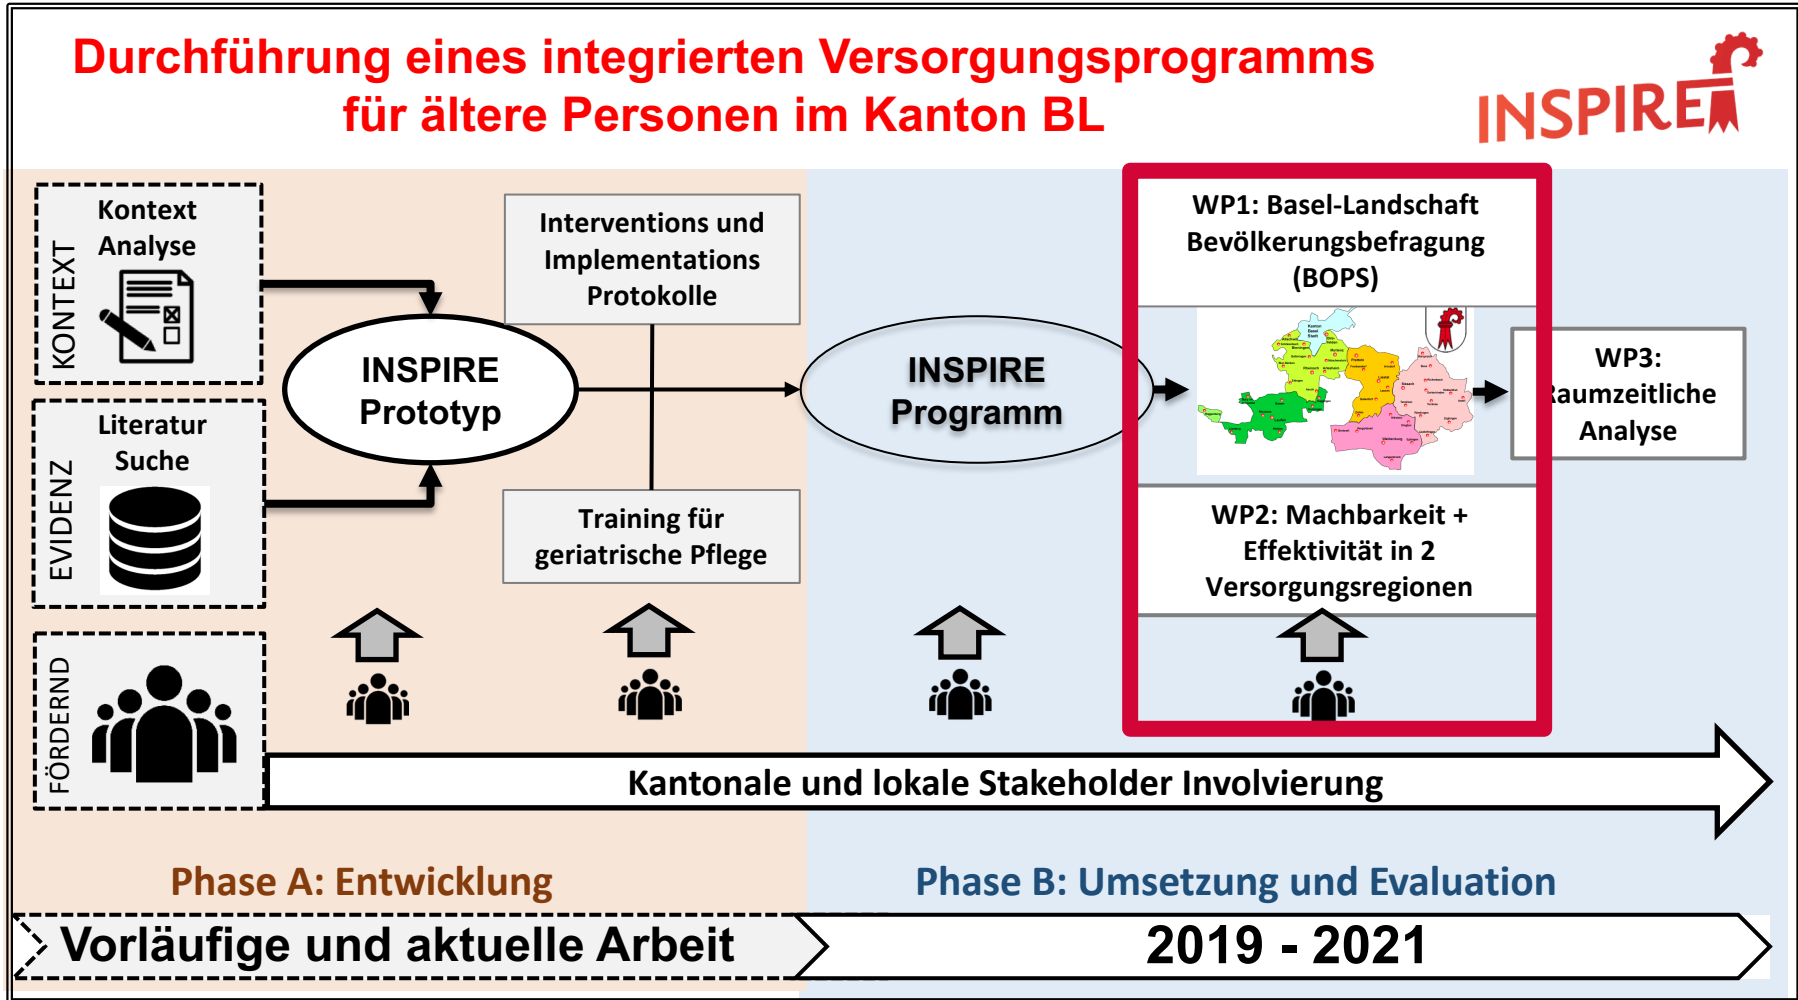 Durchführung eines integrierten Versorgungsprogramms
für ältere Personen im Kanton BL
INSPIRE
KONTEXT
Kontext
Analyse
EVIDENZ
Literatur
Suche
FÖRDERND
INSPIRE
Prototyp
Interventions und
Implementations
Protokolle
Training für
geriatrische Pflege
INSPIRE
Programm
WP1: Basel-Landschaft
Bevölkerungsbefragung
(BOPS)
Kanton
Basel
Stadt
WP2: Machbarkeit +
Effektivität in 2
Versorgungsregionen
WP3:
Raumzeitliche
Analyse
Kantonale und lokale Stakeholder Involvierung
Phase A: Entwicklung
Phase B: Umsetzung und Evaluation
Vorläufige und aktuelle Arbeit
2019 - 2021